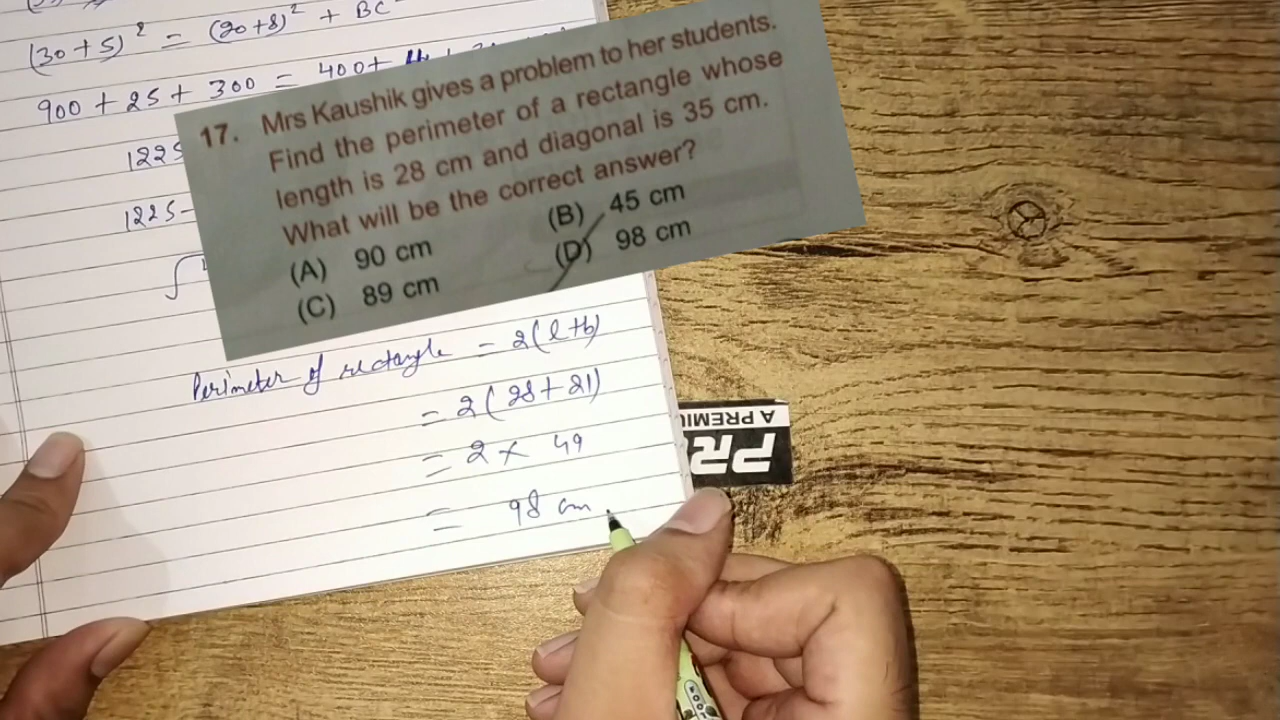 (30+5)² = (20+8)² + BC
900 + 25 + 300 = 400+
1225
1225-
17. Mrs Kaushik gives a problem to her students.
Find the perimeter of a rectangle whose
length is 28 cm and diagonal is 35 cm.
What will be the correct answer?
(A) 90 cm (B) 45 cm
(C) 89 cm (D) 98 cm
Perimeter of rectangle = 2(l+b)
= 2(28+21)
= 2 × 49
= 98 cm
A PREMIU
PR